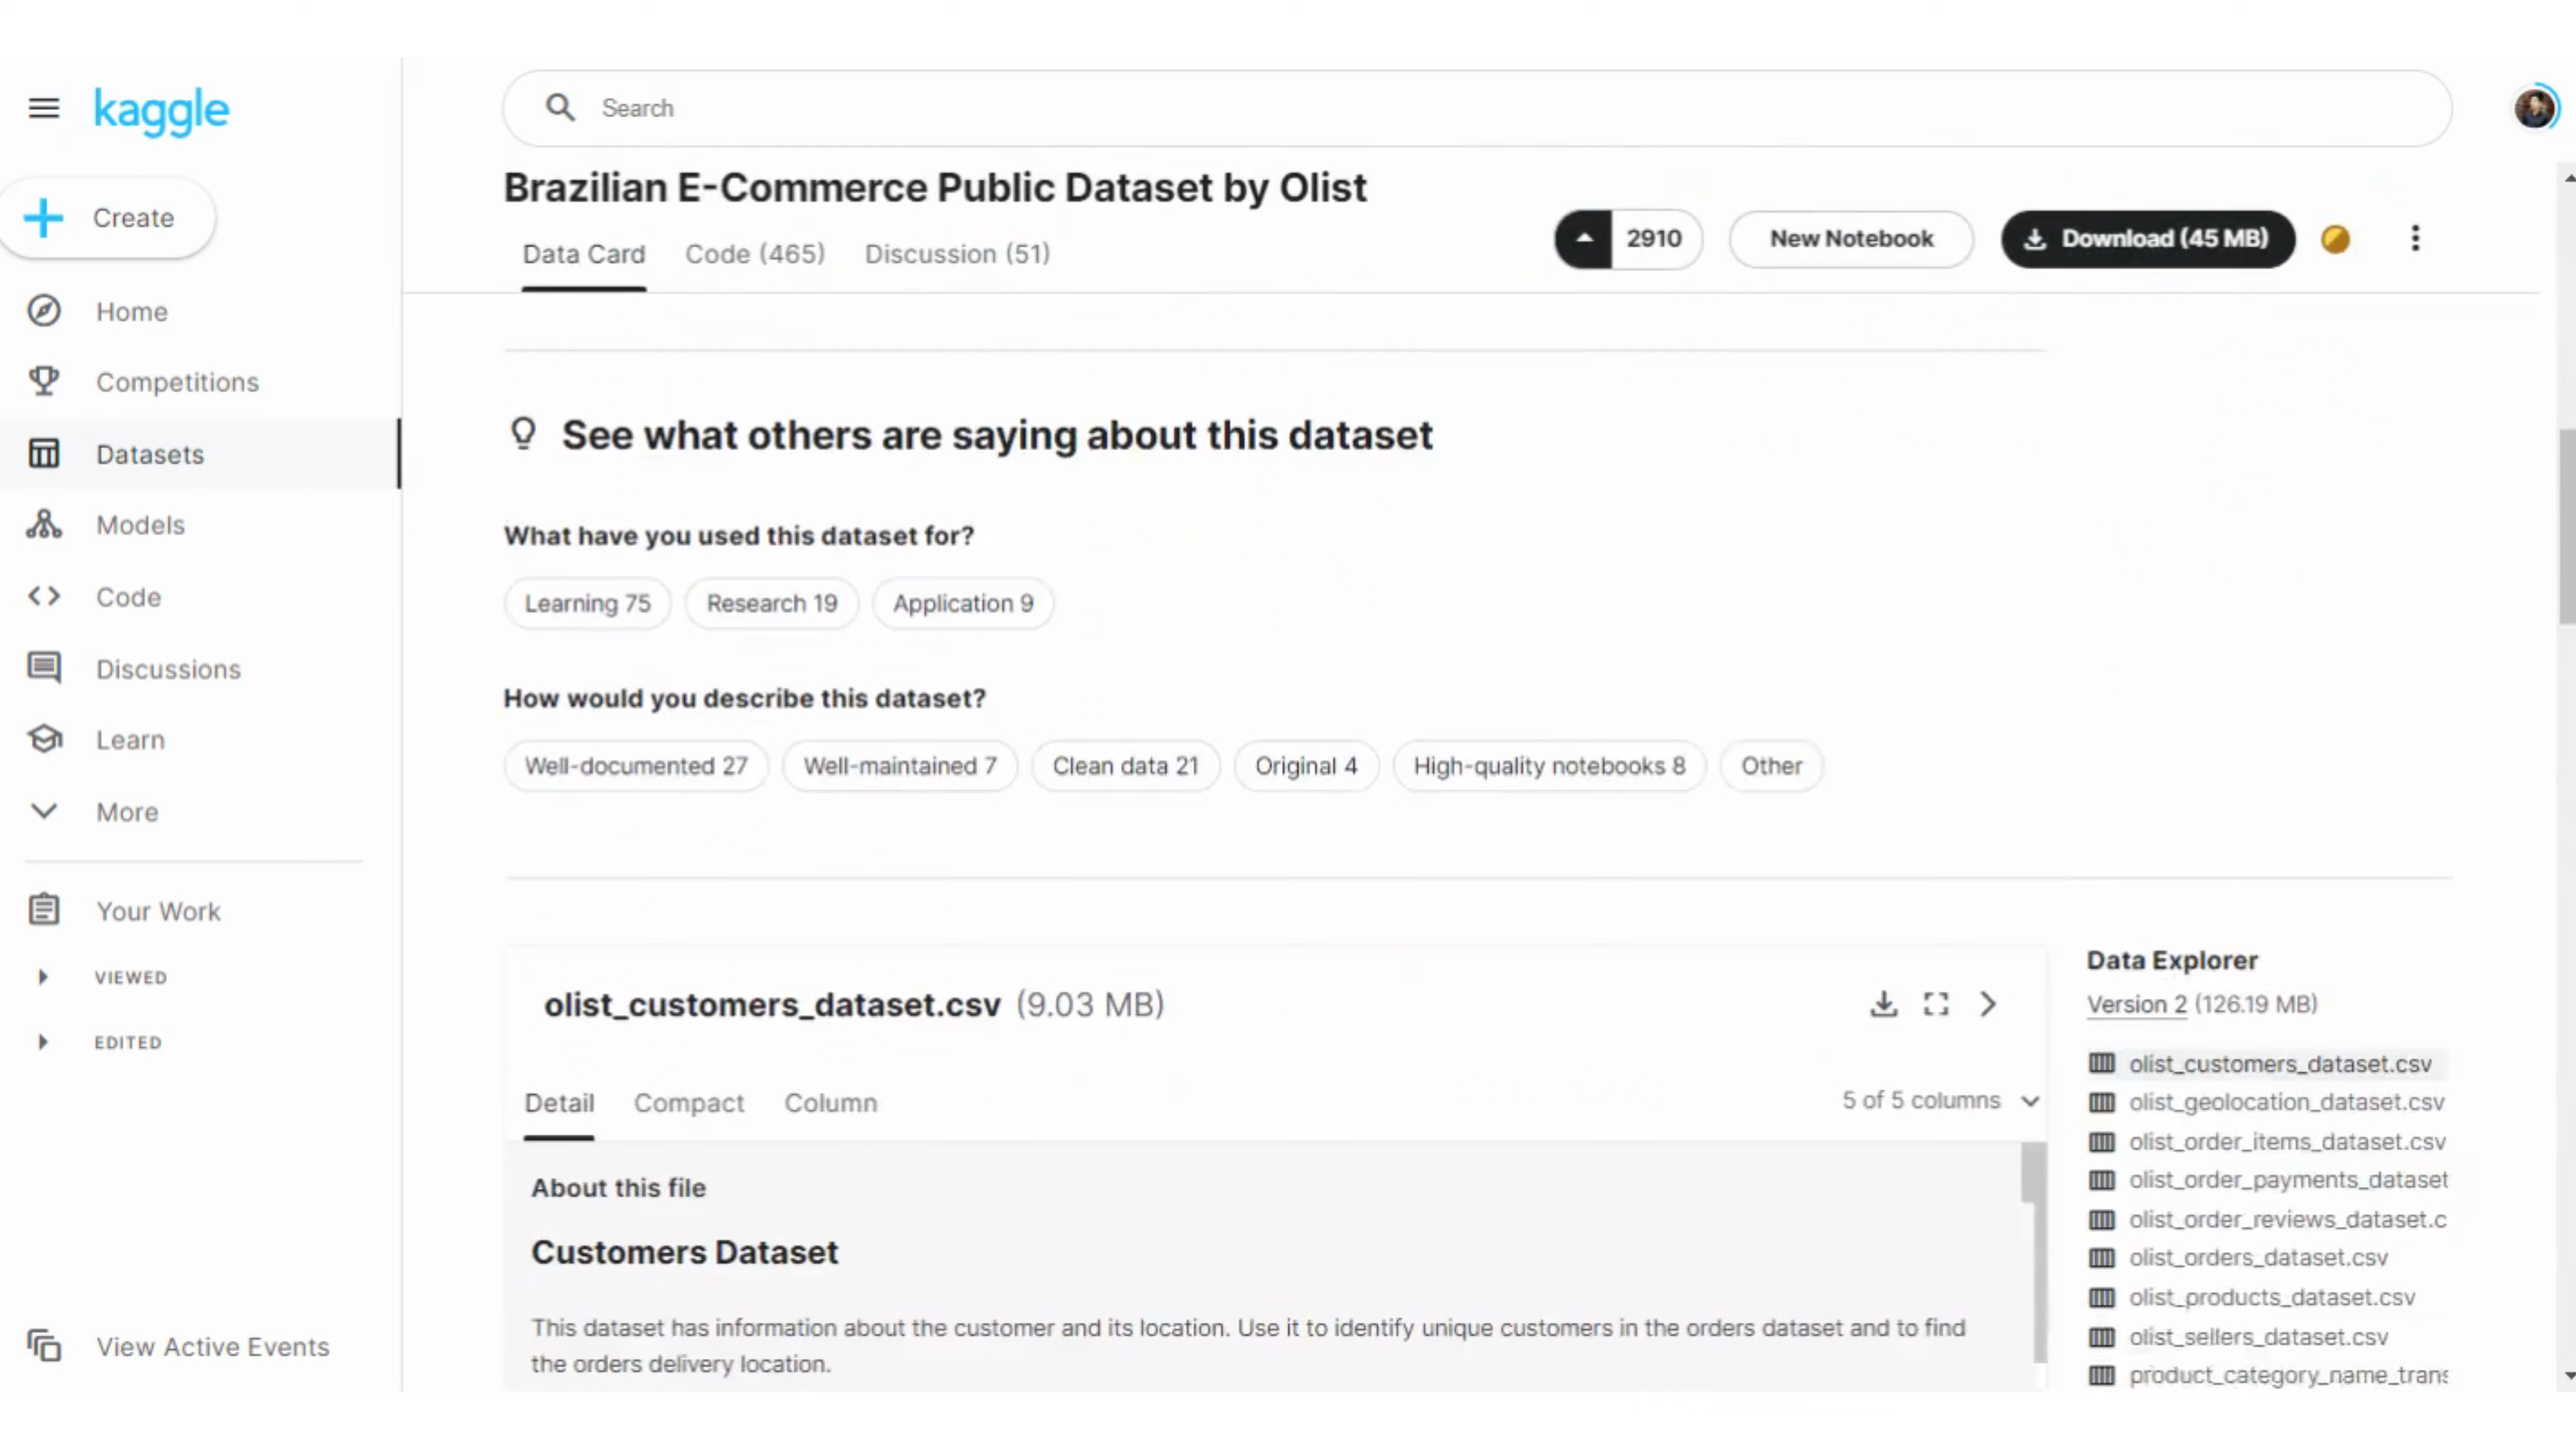 kaggle
Search
Create
Home
Competitions
Datasets
Models
Code
Discussions
Learn
More
Your Work
VIEWED
EDITED
View Active Events
Brazilian E-Commerce Public Dataset by Olist
Data Card Code (465) Discussion (51)
2910 New Notebook Download (45 MB)
See what others are saying about this dataset
What have you used this dataset for?
Learning 75 Research 19 Application 9
How would you describe this dataset?
Well-documented 27 Well-maintained 7 Clean data 21 Original 4 High-quality notebooks 8 Other
olist_customers_dataset.csv (9.03 MB)
Detail Compact Column 5 of 5 columns
About this file
Customers Dataset
This dataset has information about the customer and its location. Use it to identify unique customers in the orders dataset and to find
the orders delivery location.
Data Explorer
Version 2 (126.19 MB)
olist_customers_dataset.csv
olist_geolocation_dataset.csv
olist_order_items_dataset.csv
olist_order_payments_dataset
olist_order_reviews_dataset.c
olist_orders_dataset.csv
olist_products_dataset.csv
olist_sellers_dataset.csv
product_category_name_trans